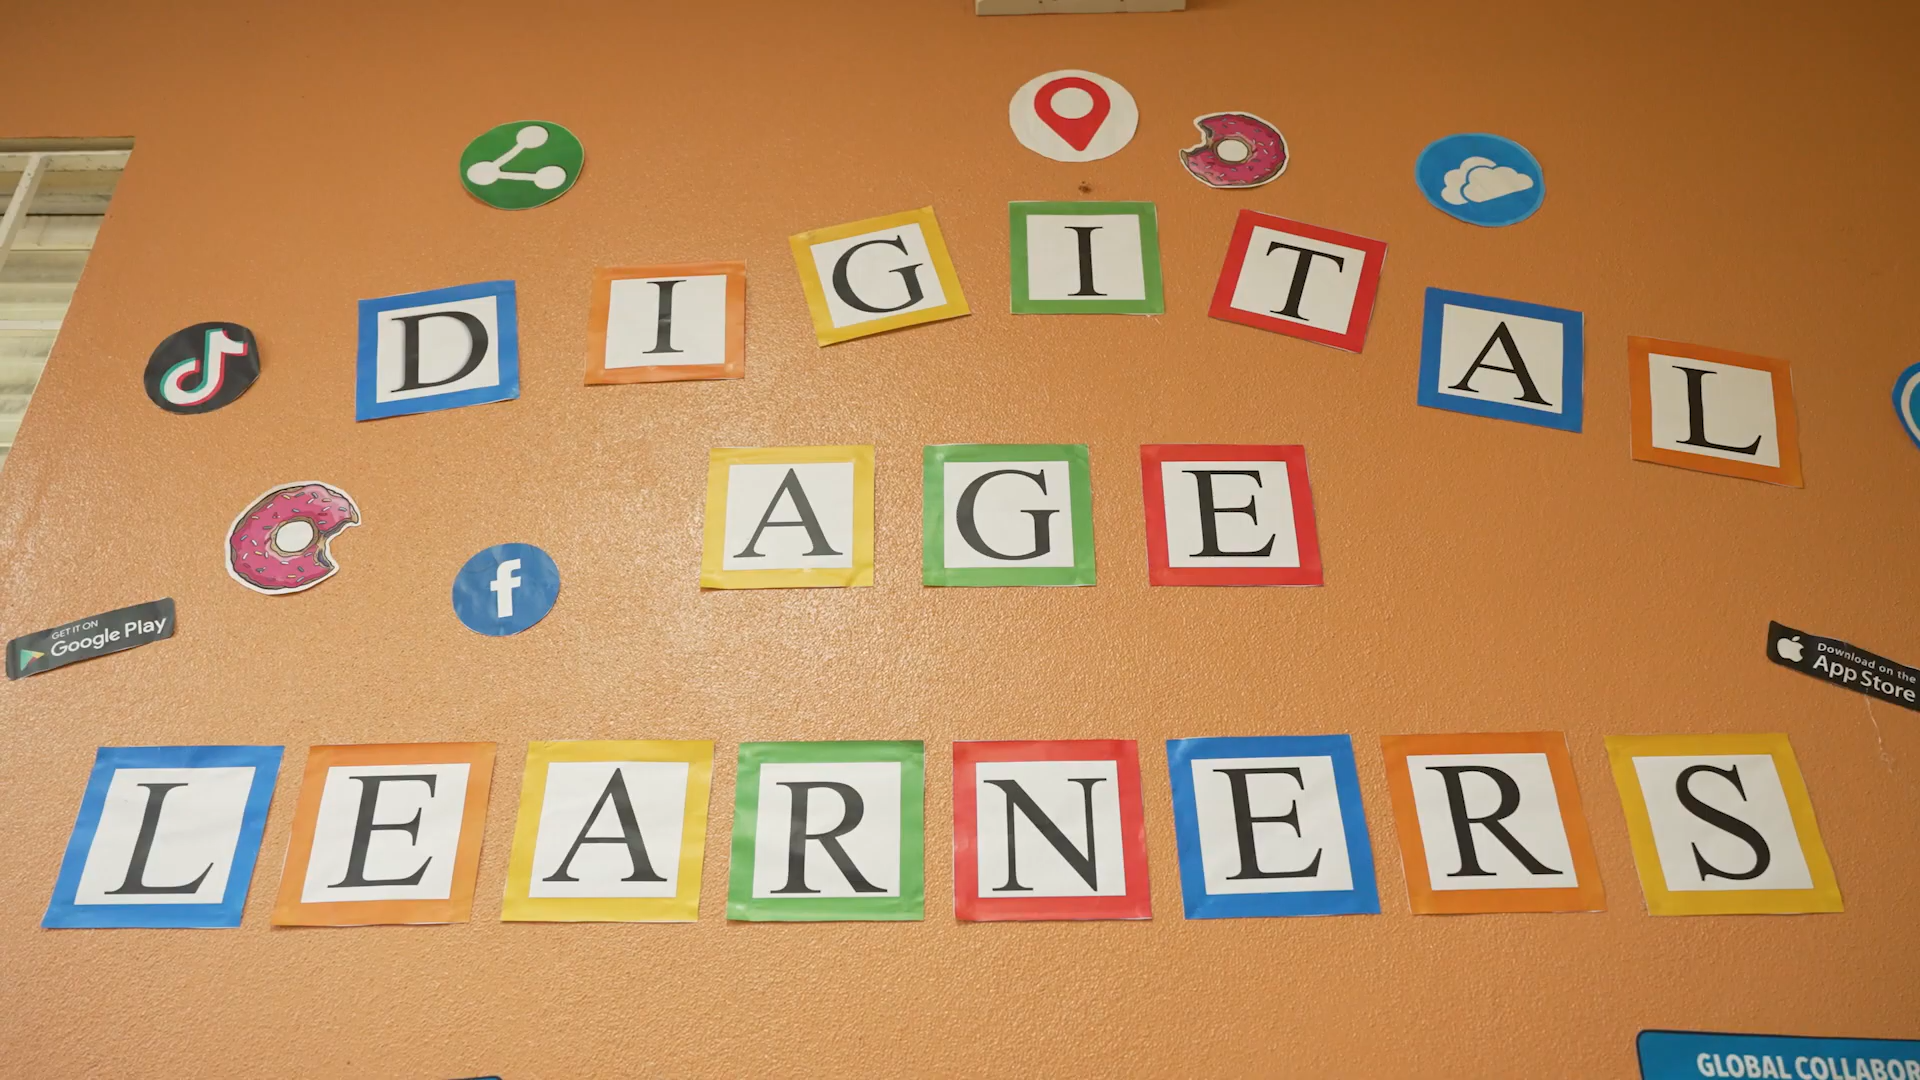 DIGITAL
AGE
f
GET IT ON
Google Play
Download on the
App Store
LEARNERS
GLOBAL COLLABOR